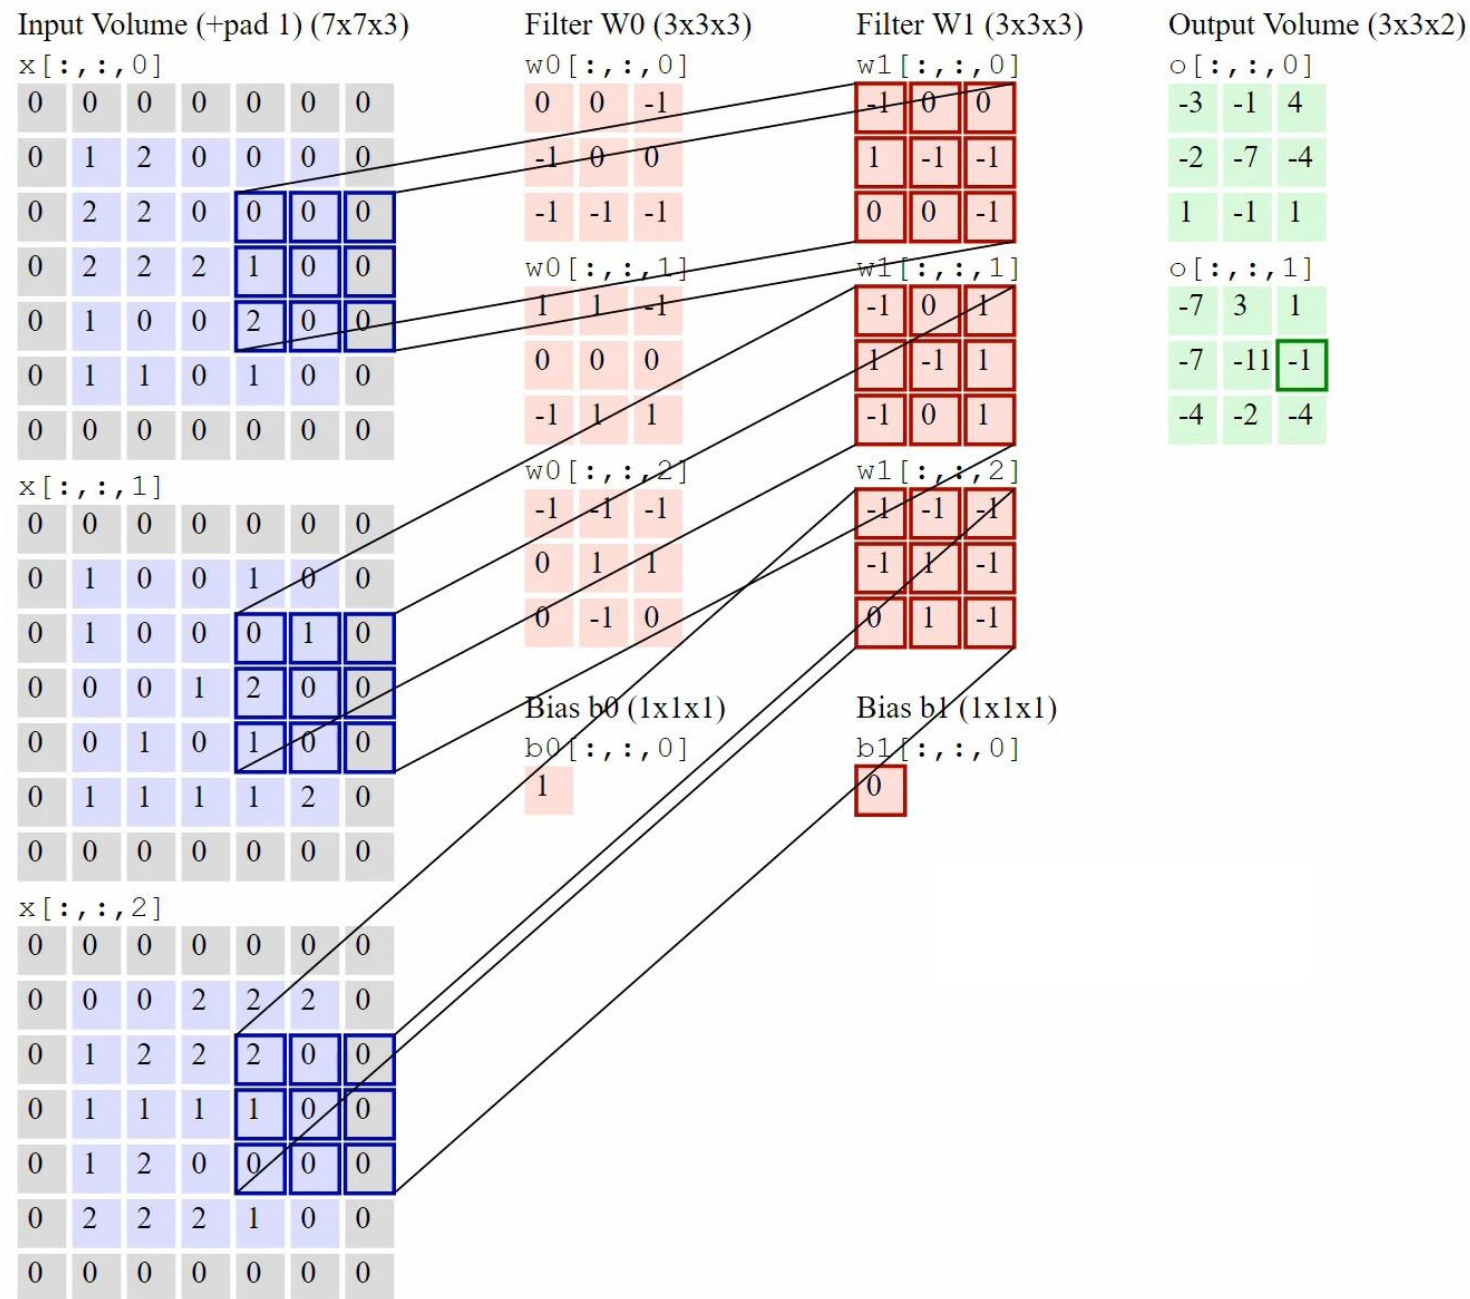 Input Volume (+pad 1) (7x7x3)
x[:,:,0]
0 0 0 0 0 0 0
0 1 2 0 0 0 0
0 2 2 0 0 0 0
0 2 2 2 1 0 0
0 1 0 0 2 0 0
0 1 1 0 1 0 0
0 0 0 0 0 0 0
x[:,:,1]
0 0 0 0 0 0 0
0 1 0 0 1 0 0
0 1 0 0 0 1 0
0 0 0 1 2 0 0
0 0 1 0 1 0 0
0 1 1 1 1 2 0
0 0 0 0 0 0 0
x[:,:,2]
0 0 0 0 0 0 0
0 0 0 2 2 2 0
0 1 2 2 2 0 0
0 1 1 1 1 0 0
0 1 2 0 0 0 0
0 2 2 2 1 0 0
0 0 0 0 0 0 0
Filter W0 (3x3x3)
w0[:,:,0]
0 0 -1
-1 0 0
-1 -1 -1
w0[:,:,1]
1 1 -1
0 0 0
-1 1 1
w0[:,:,2]
-1 -1 -1
0 1 1
0 -1 0
Bias b0 (1x1x1)
b0[:,:,0]
1
Filter W1 (3x3x3)
w1[:,:,0]
-1 0 0
1 -1 -1
0 0 -1
w1[:,:,1]
-1 0 1
1 -1 1
-1 0 1
w1[:,:,2]
-1 -1 -1
-1 1 -1
0 1 -1
Bias b1 (1x1x1)
b1[:,:,0]
0
Output Volume (3x3x2)
o[:,:,0]
-3 -1 4
-2 -7 -4
1 -1 1
o[:,:,1]
-7 3 1
-7 -11 -1
-4 -2 -4